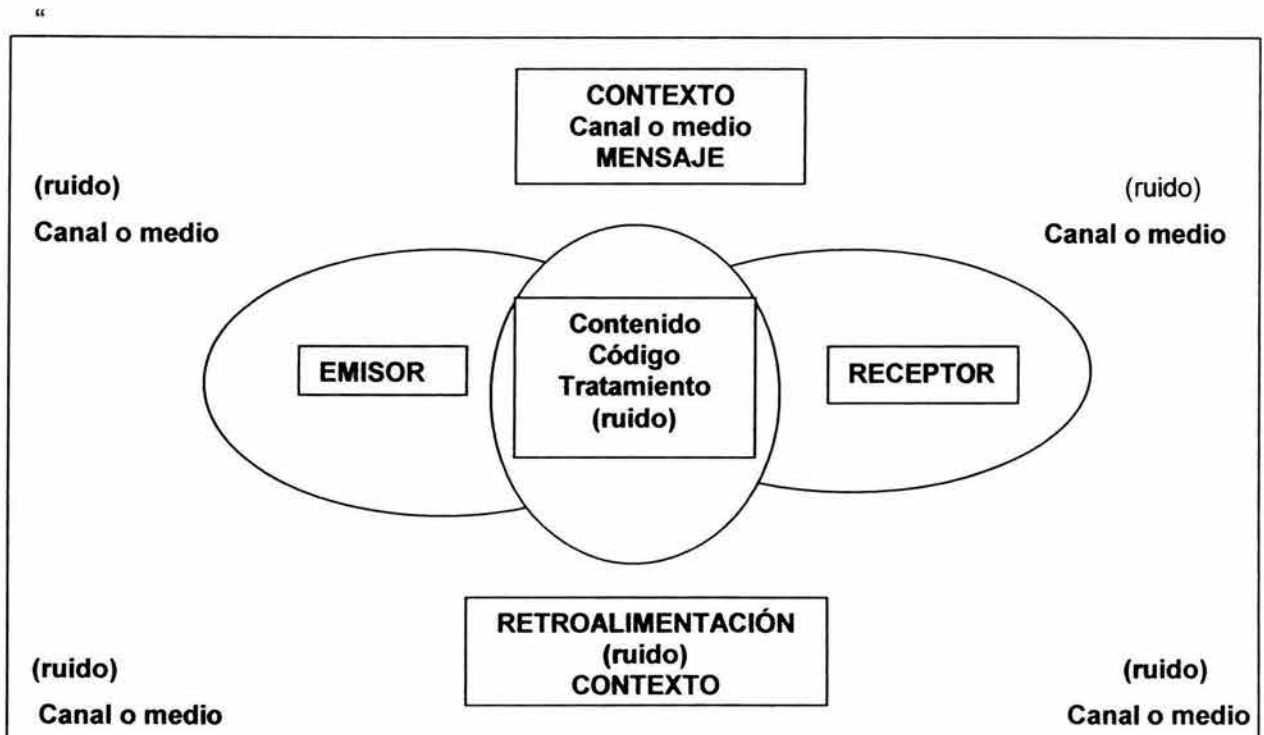 “
CONTEXTO
Canal o medio
MENSAJE
(ruido)
Canal o medio
(ruido)
Canal o medio
EMISOR
Contenido
Código
Tratamiento
(ruido)
RECEPTOR
RETROALIMENTACIÓN
(ruido)
CONTEXTO
(ruido)
Canal o medio
(ruido)
Canal o medio